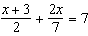 (x + 3)/2 + 2x/7 = 7